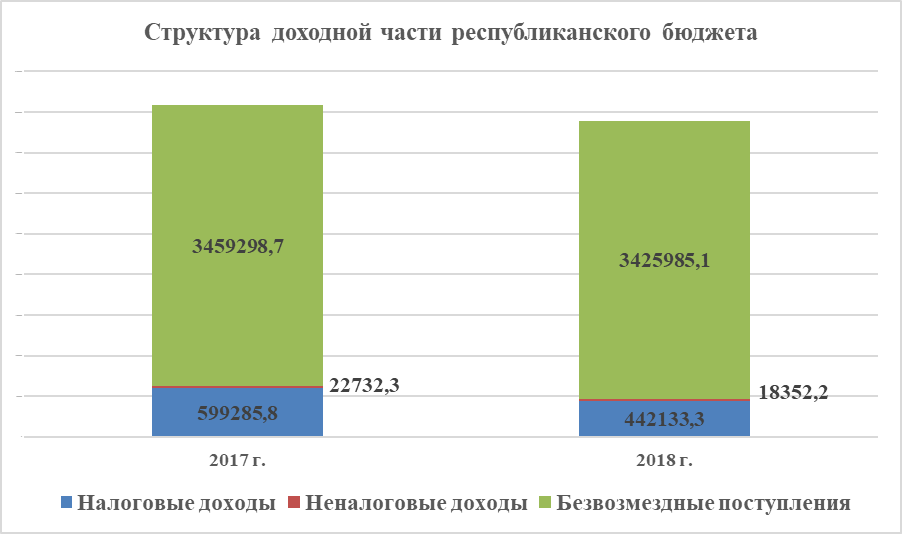 Структура доходной части республиканского бюджета
3459298,7
3425985,1
22732,3
18352,2
599285,8
442133,3
2017 г.
2018 г.
Налоговые доходы
Неналоговые доходы
Безвозмездные поступления